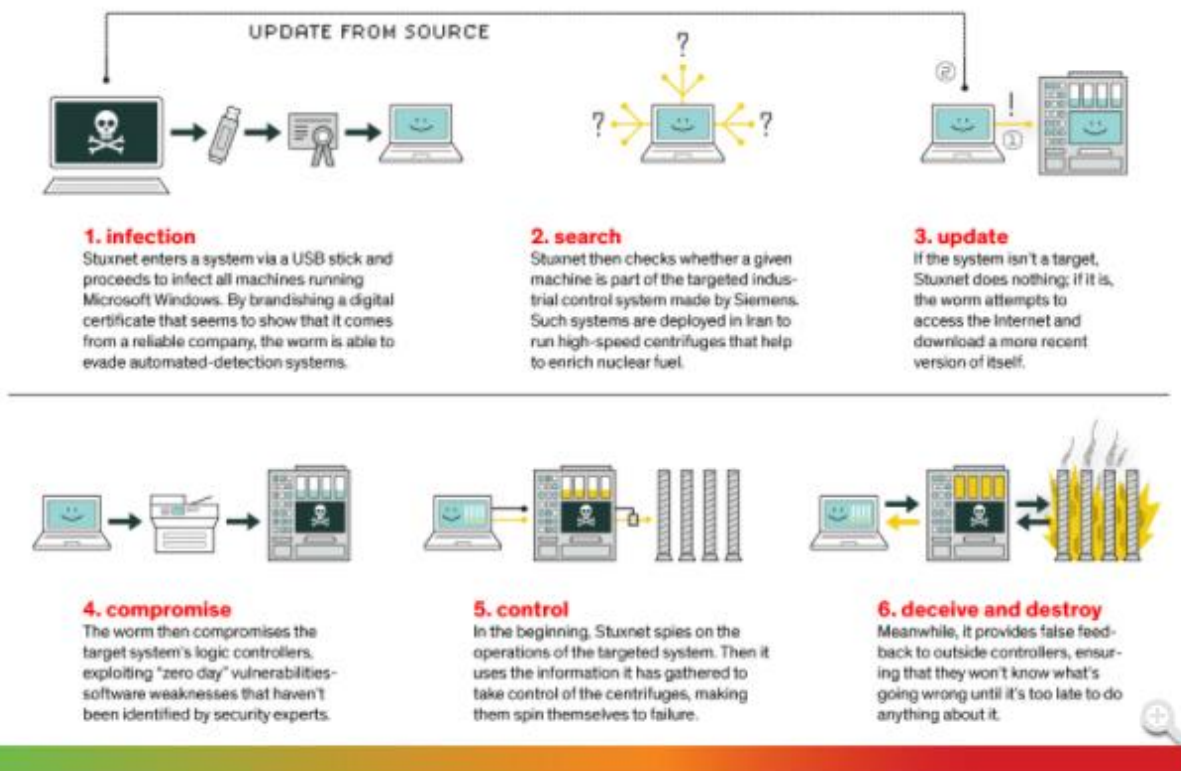 UPDATE FROM SOURCE
?
?
?
2
!
1
1. infection
Stuxnet enters a system via a USB stick and
proceeds to infect all machines running
Microsoft Windows. By brandishing a digital
certificate that seems to show that it comes
from a reliable company, the worm is able to
evade automated-detection systems.
2. search
Stuxnet then checks whether a given
machine is part of the targeted indus-
trial control system made by Siemens.
Such systems are deployed in Iran to
run high-speed centrifuges that help
to enrich nuclear fuel.
3. update
If the system isn't a target,
Stuxnet does nothing; if it is,
the worm attempts to
access the Internet and
download a more recent
version of itself.
4. compromise
The worm then compromises the
target system's logic controllers,
exploiting "zero day" vulnerabilities-
software weaknesses that haven't
been identified by security experts.
5. control
In the beginning, Stuxnet spies on the
operations of the targeted system. Then it
uses the information it has gathered to
take control of the centrifuges, making
them spin themselves to failure.
6. deceive and destroy
Meanwhile, it provides false feed-
back to outside controllers, ensur-
ing that they won't know what's
going wrong until it's too late to do
anything about it.